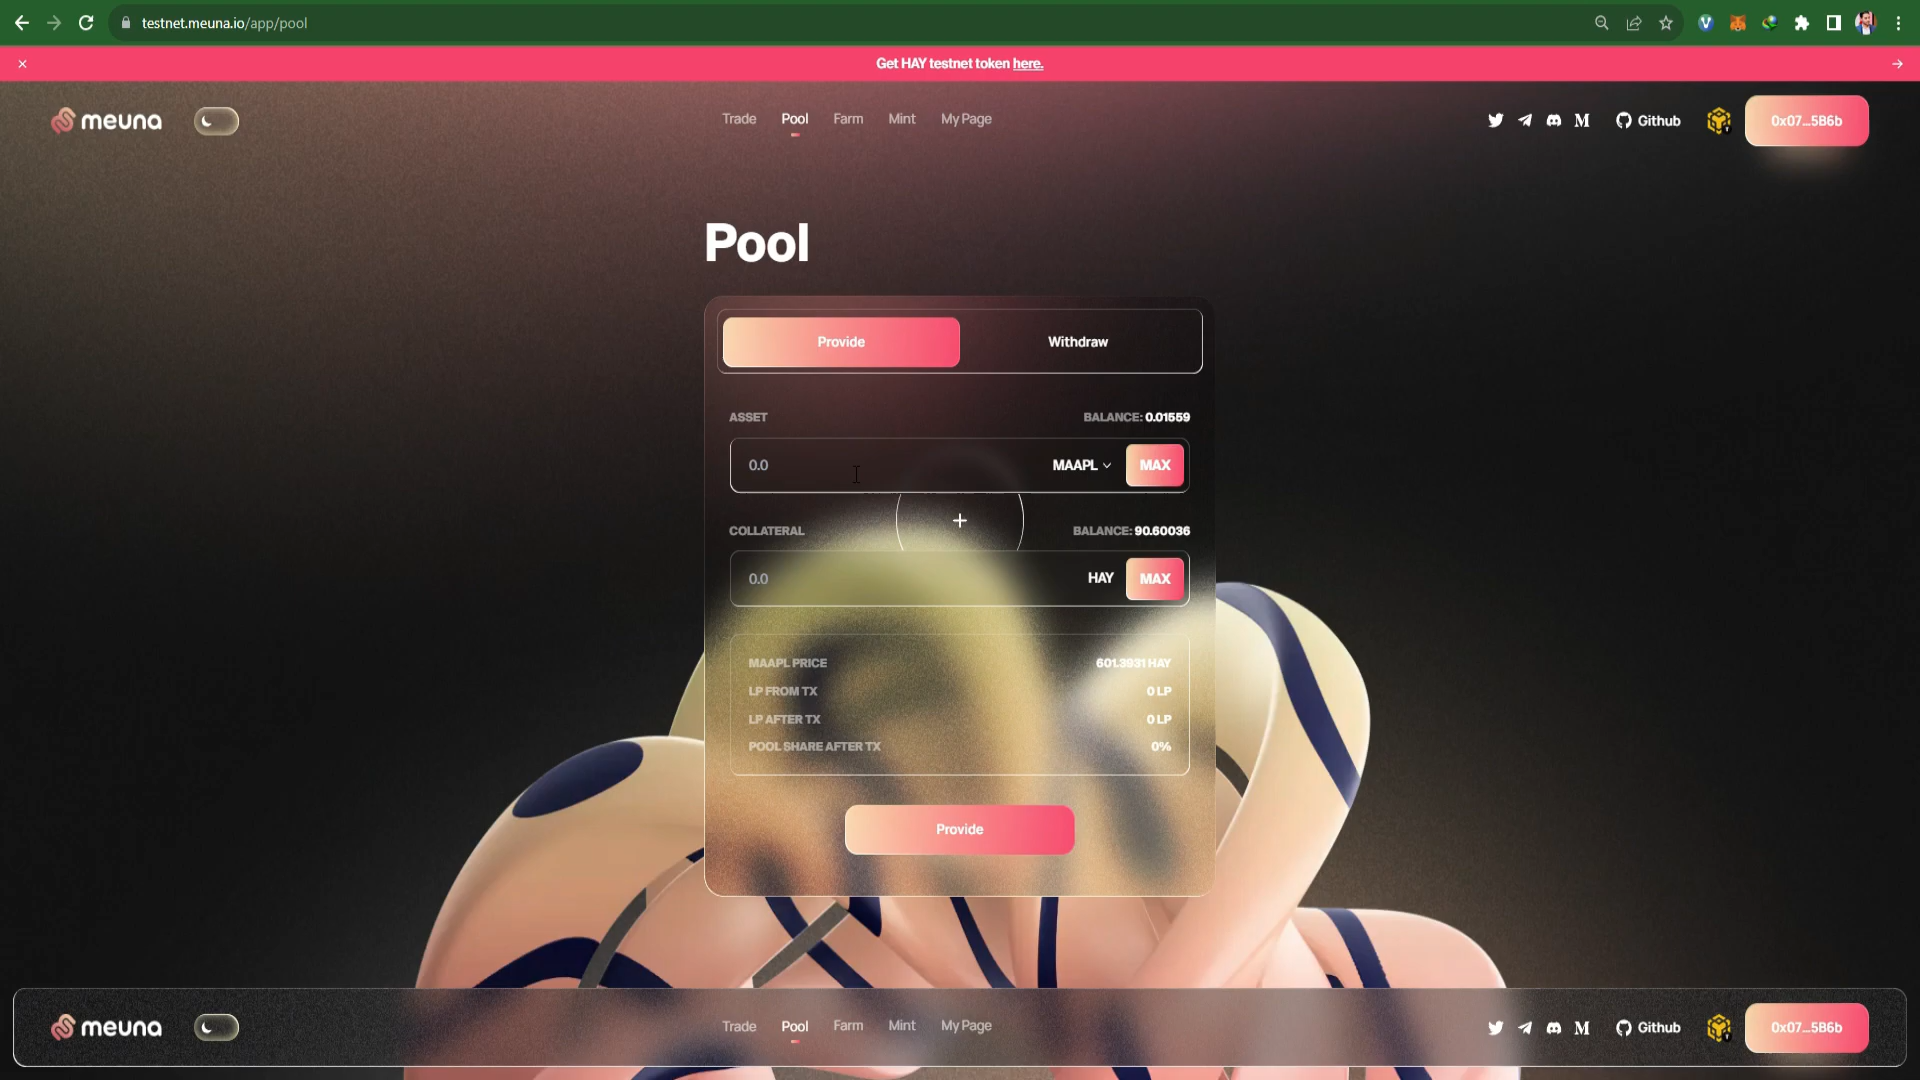 testnet.meuna.io/app/pool
Get HAY testnet token here.
meuna
Trade Pool Farm Mint My Page
M Github 0x07...5B6b
Pool
Provide Withdraw
ASSET BALANCE: 0.01559
0.0 MAAPL MAX
COLLATERAL BALANCE: 90.60036
0.0 HAY MAX
MAAPL PRICE 601.3931 HAY
LP FROM TX 0 LP
LP AFTER TX 0 LP
POOL SHARE AFTER TX 0%
Provide
meuna
Trade Pool Farm Mint My Page
M Github 0x07...5B6b